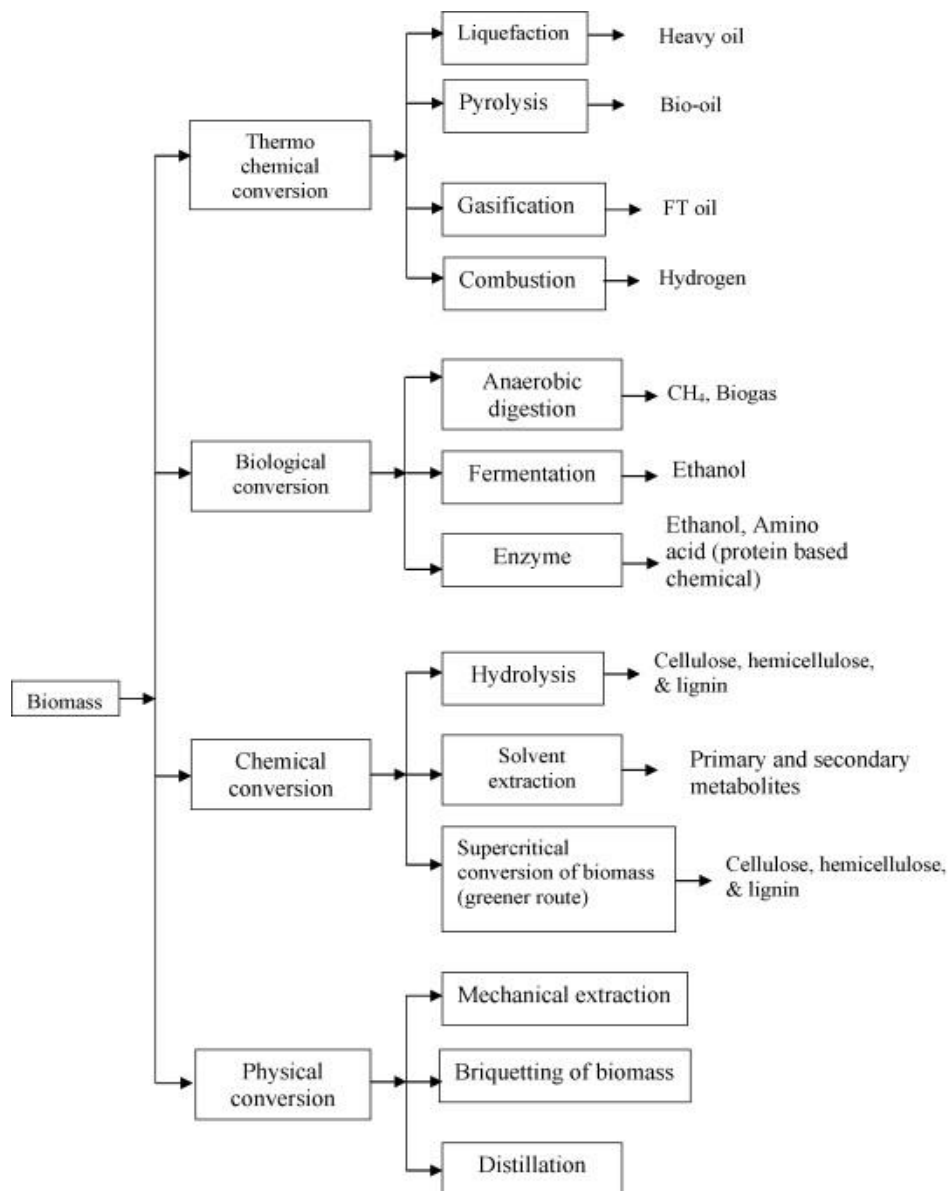 Liquefaction
Heavy oil
Pyrolysis
Bio-oil
Thermo
chemical
conversion
Gasification
FT oil
Combustion
Hydrogen
Anaerobic
digestion
CH₄, Biogas
Biological
conversion
Fermentation
Ethanol
Enzyme
Ethanol, Amino
acid (protein based
chemical)
Biomass
Hydrolysis
Cellulose, hemicellulose,
& lignin
Chemical
conversion
Solvent
extraction
Primary and secondary
metabolites
Supercritical
conversion of biomass
(greener route)
Cellulose, hemicellulose,
& lignin
Mechanical extraction
Physical
conversion
Briquetting of biomass
Distillation